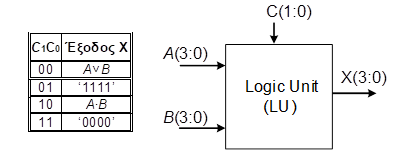 C1C0 Έξοδος X
00 A∨B
01 '1111'
10 A·B
11 '0000'
C(1:0)
A(3:0)
B(3:0)
Logic Unit
(LU)
X(3:0)